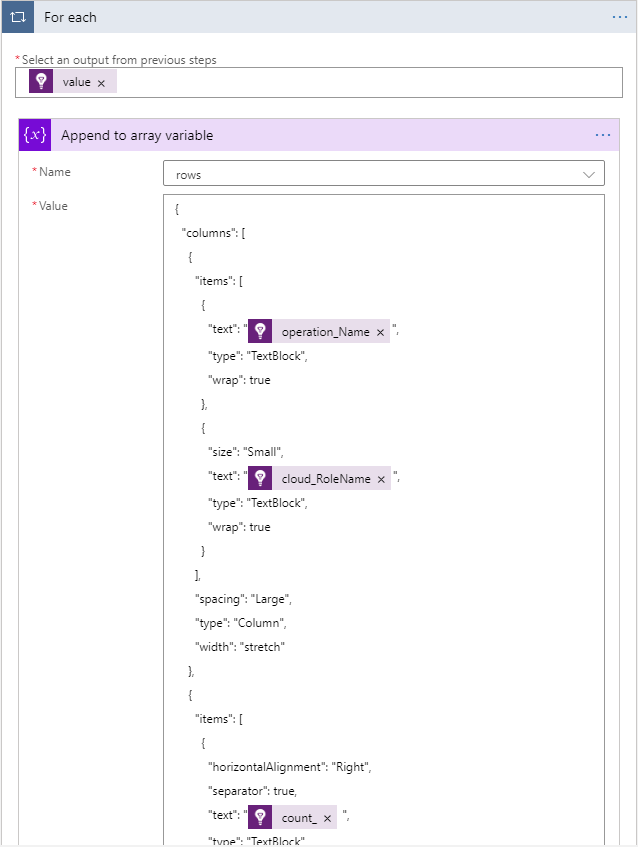 For each
* Select an output from previous steps
value ×
{x} Append to array variable
* Name
rows
* Value
{
"columns": [
{
"items": [
{
"text": "operation_Name × ",
"type": "TextBlock",
"wrap": true
},
{
"size": "Small",
"text": "cloud_RoleName × ",
"type": "TextBlock",
"wrap": true
}
],
"spacing": "Large",
"type": "Column",
"width": "stretch"
},
{
"items": [
{
"horizontalAlignment": "Right",
"separator": true,
"text": "count_ × ",
"type": "TextBlock"